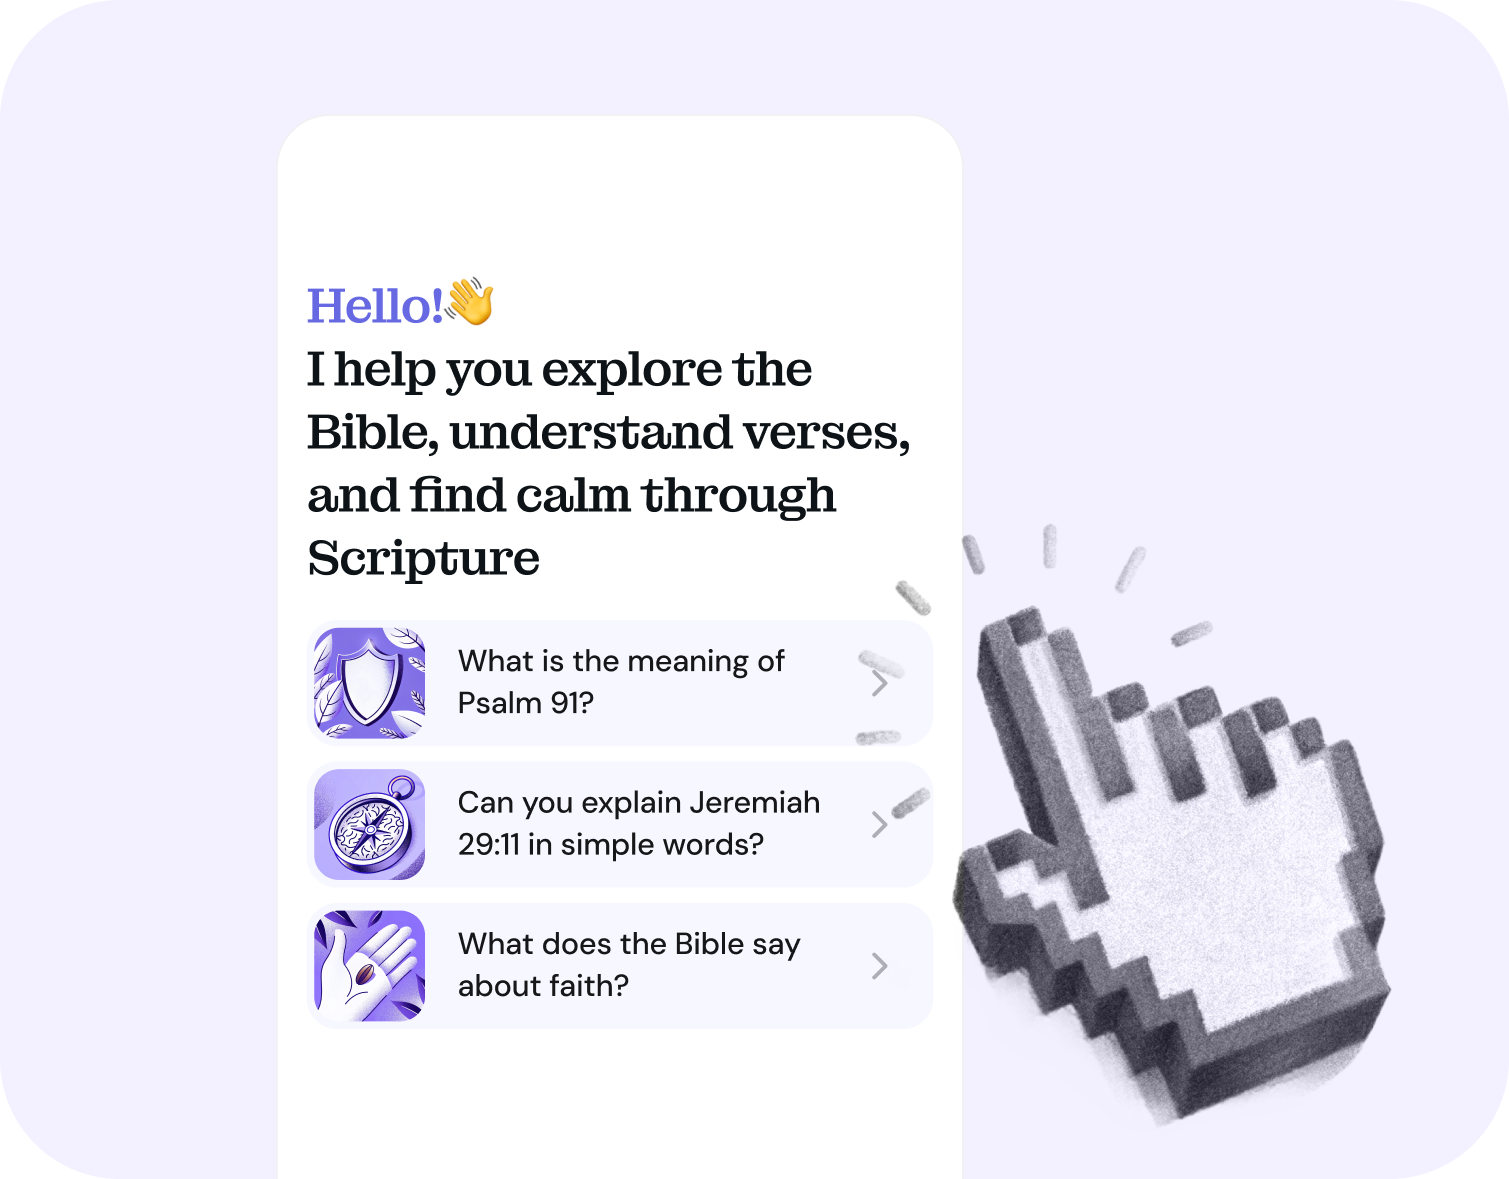 Hello!👋
I help you explore the
Bible, understand verses,
and find calm through
Scripture
What is the meaning of
Psalm 91?
Can you explain Jeremiah
29:11 in simple words?
What does the Bible say
about faith?